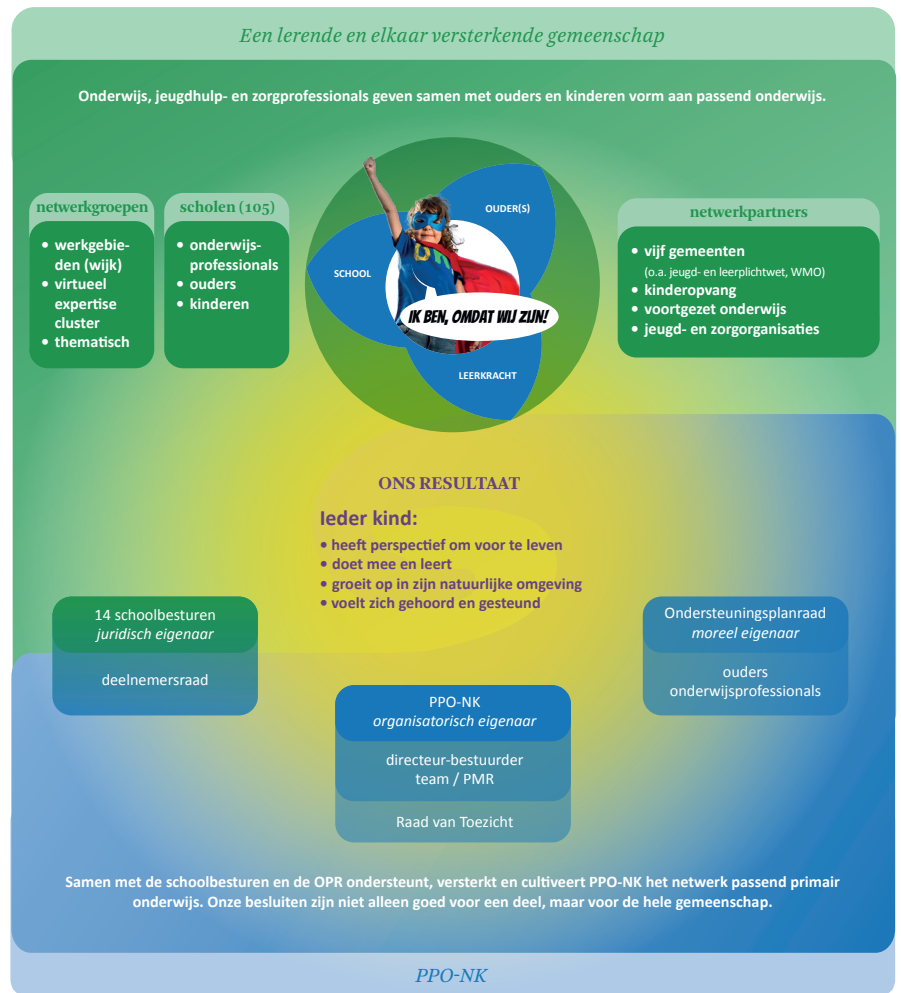 Een lerende en elkaar versterkende gemeenschap
Onderwijs, jeugdhulp- en zorgprofessionals geven samen met ouders en kinderen vorm aan passend onderwijs.
netwerkgroepen
• werkgebie-
den (wijk)
• virtueel
expertise
cluster
• thematisch
scholen (105)
• onderwijs-
professionals
• ouders
• kinderen
OUDER(S)
SCHOOL
IK BEN, OMDAT WIJ ZIJN!
LEERKRACHT
netwerkpartners
• vijf gemeenten
(o.a. jeugd- en leerplichtwet, WMO)
• kinderopvang
• voortgezet onderwijs
• jeugd- en zorgorganisaties
ONS RESULTAAT
Ieder kind:
• heeft perspectief om voor te leven
• doet mee en leert
• groeit op in zijn natuurlijke omgeving
• voelt zich gehoord en gesteund
14 schoolbesturen
juridisch eigenaar
deelnemersraad
PPO-NK
organisatorisch eigenaar
directeur-bestuurder
team / PMR
Raad van Toezicht
Ondersteuningsplanraad
moreel eigenaar
ouders
onderwijsprofessionals
Samen met de schoolbesturen en de OPR ondersteunt, versterkt en cultiveert PPO-NK het netwerk passend primair
onderwijs. Onze besluiten zijn niet alleen goed voor een deel, maar voor de hele gemeenschap.
PPO-NK